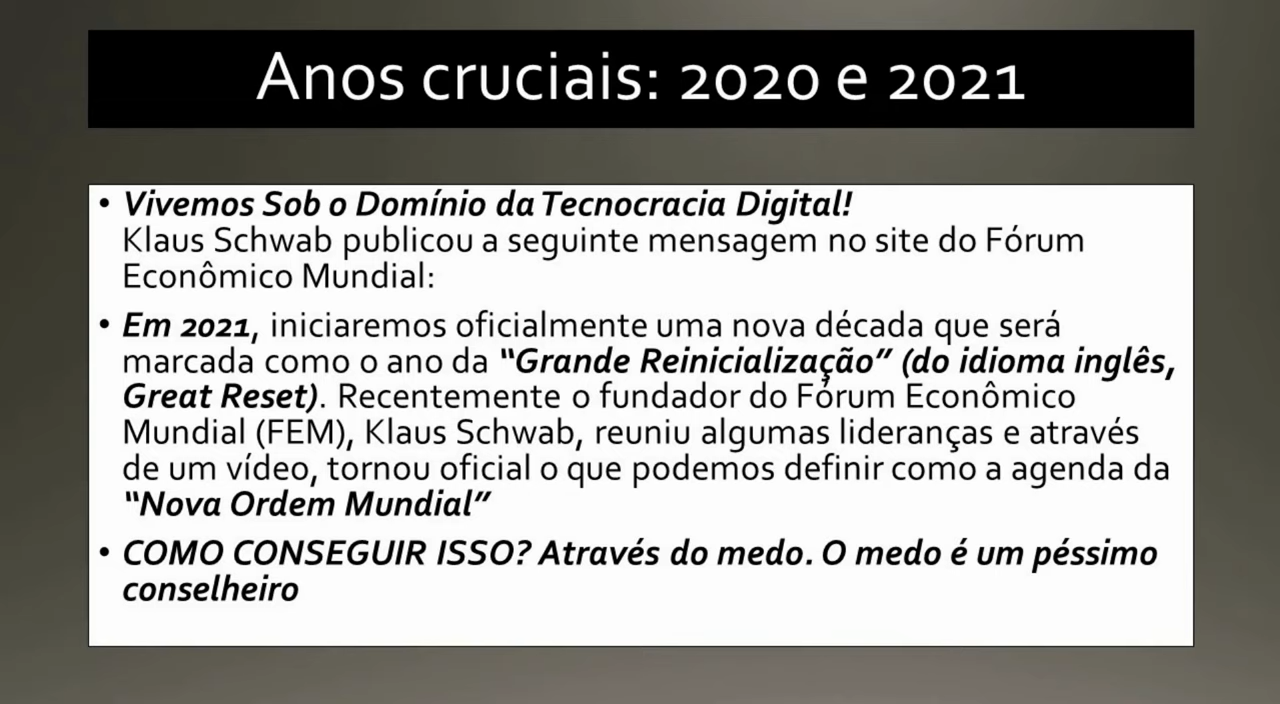 Anos cruciais: 2020 e 2021
• Vivemos Sob o Domínio da Tecnocracia Digital!
Klaus Schwab publicou a seguinte mensagem no site do Fórum
Econômico Mundial:
• Em 2021, iniciaremos oficialmente uma nova década que será
marcada como o ano da “Grande Reinicialização” (do idioma inglês,
Great Reset). Recentemente o fundador do Fórum Econômico
Mundial (FEM), Klaus Schwab, reuniu algumas lideranças e através
de um vídeo, tornou oficial o que podemos definir como a agenda da
“Nova Ordem Mundial”
• COMO CONSEGUIR ISSO? Através do medo. O medo é um péssimo
conselheiro